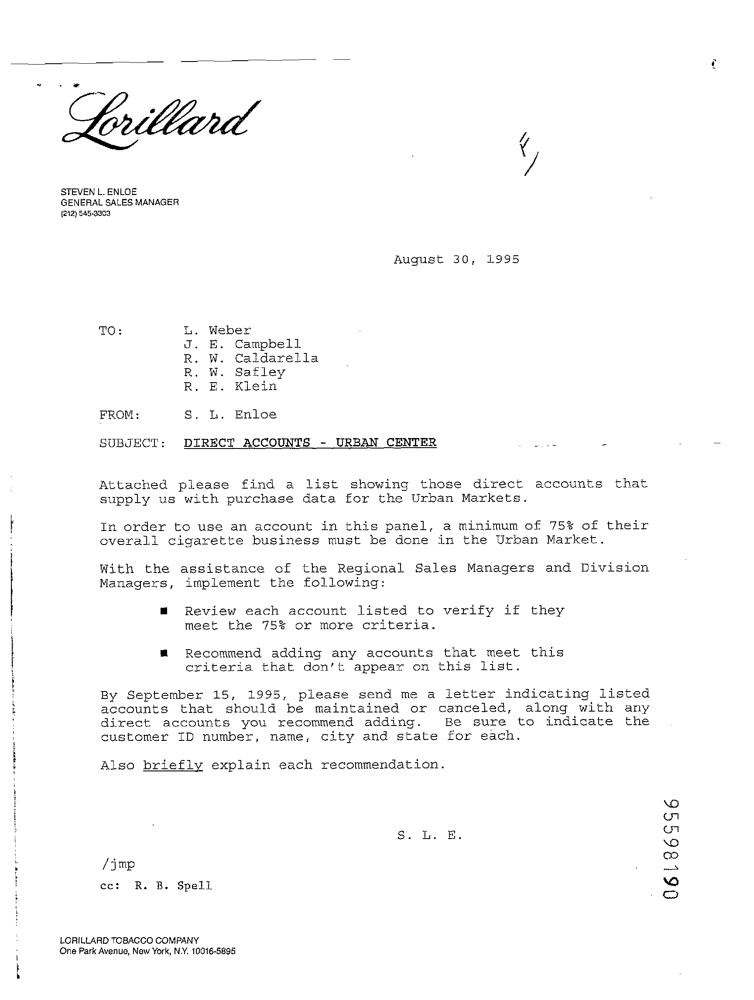 Lorillard
STEVEN L. ENLOE
GENERAL SALES MANAGER
(212) 545-3303
August 30, 1995
TO: L. Weber
J. E. Campbell
R. W. Caldarella
R. W. Safley
R. E. Klein
FROM: S. L. Enloe
SUBJECT: DIRECT ACCOUNTS - URBAN CENTER
Attached please find a list showing those direct accounts that
supply us with purchase data for the Urban Markets.
In order to use an account in this panel, a minimum of 75% of their
overall cigarette business must be done in the Urban Market.
With the assistance of the Regional Sales Managers and Division
Managers, implement the following:
■ Review each account listed to verify if they
meet the 75% or more criteria.
■ Recommend adding any accounts that meet this
criteria that don't appear on this list.
By September 15, 1995, please send me a letter indicating listed
accounts that should be maintained or canceled, along with any
direct accounts you recommend adding. Be sure to indicate the
customer ID number, name, city and state for each.
Also briefly explain each recommendation.
S. L. E.
/jmp
cc: R. B. Spell
95598190
LORILLARD TOBACCO COMPANY
One Park Avenue, New York, N.Y. 10016-5895